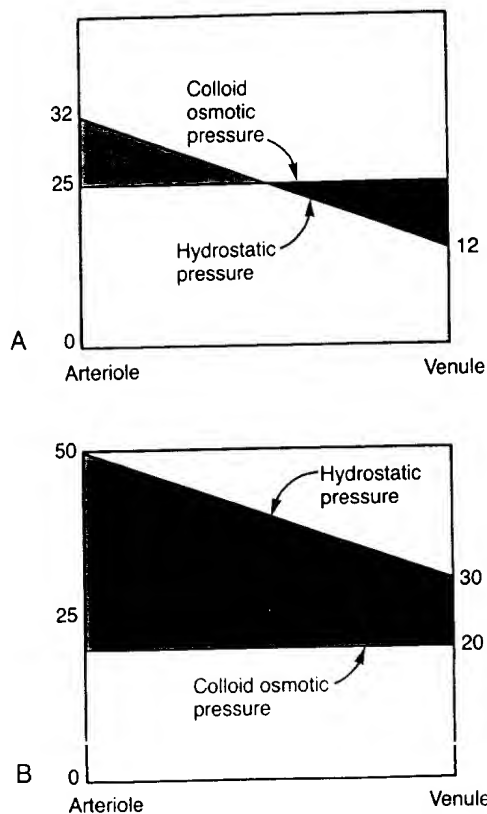 Colloid
osmotic
pressure
32
25
Hydrostatic
pressure
12
0
A
Arteriole
Venule
50
Hydrostatic
pressure
30
25
20
Colloid osmotic
pressure
B
0
Arteriole
Venule